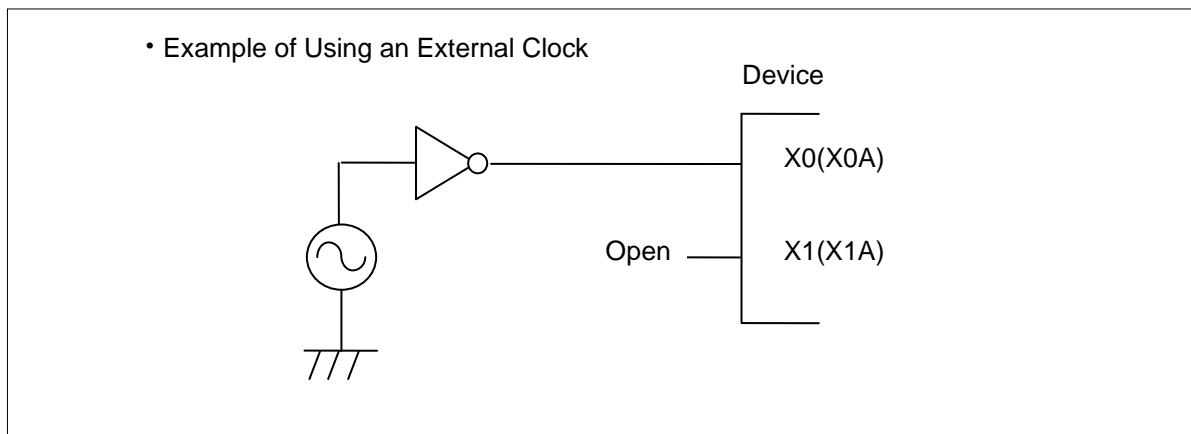 • Example of Using an External Clock
Device
X0(X0A)
Open
X1(X1A)